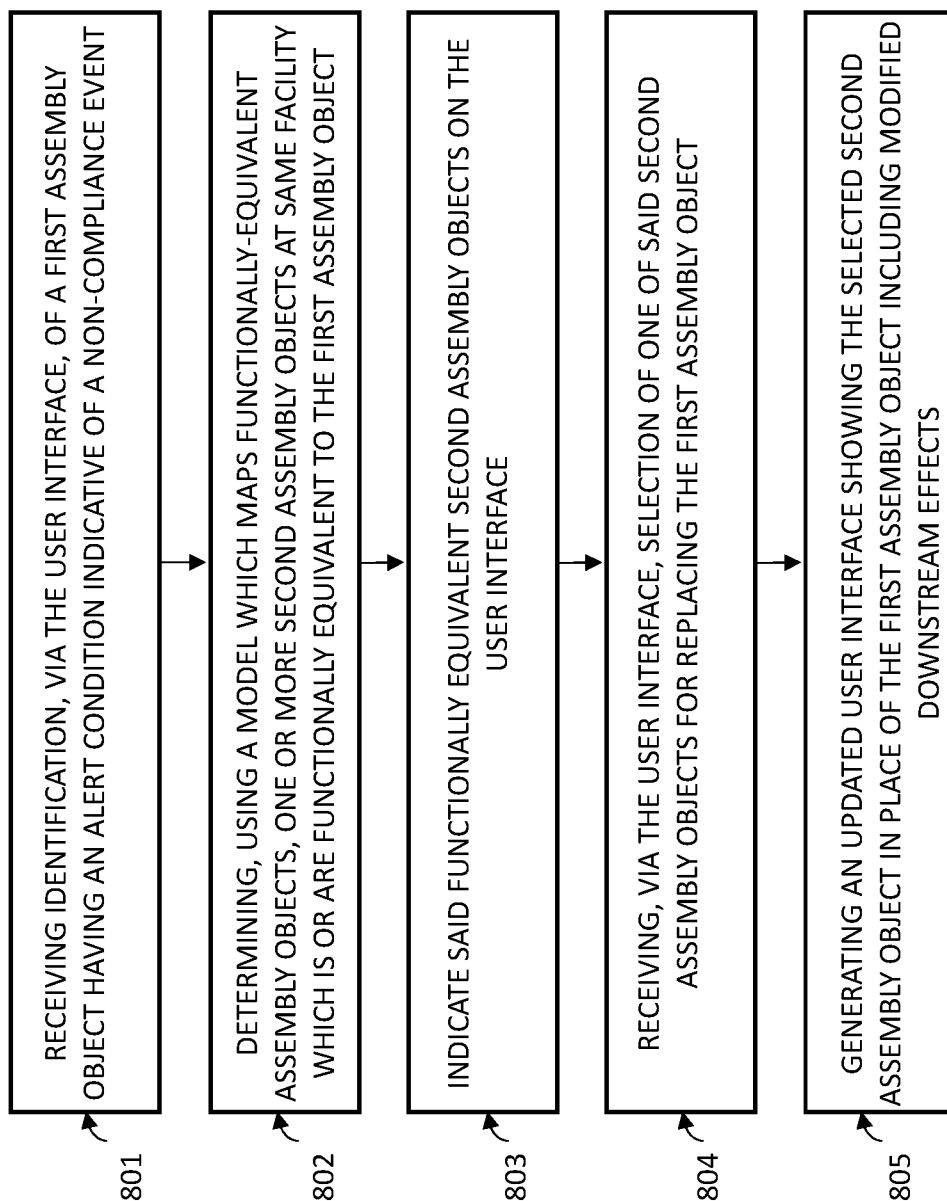 801
RECEIVING IDENTIFICATION, VIA THE USER INTERFACE, OF A FIRST ASSEMBLY
OBJECT HAVING AN ALERT CONDITION INDICATIVE OF A NON-COMPLIANCE EVENT
802
DETERMINING, USING A MODEL WHICH MAPS FUNCTIONALLY-EQUIVALENT
ASSEMBLY OBJECTS, ONE OR MORE SECOND ASSEMBLY OBJECTS AT SAME FACILITY
WHICH IS OR ARE FUNCTIONALLY EQUIVALENT TO THE FIRST ASSEMBLY OBJECT
803
INDICATE SAID FUNCTIONALLY EQUIVALENT SECOND ASSEMBLY OBJECTS ON THE
USER INTERFACE
804
RECEIVING, VIA THE USER INTERFACE, SELECTION OF ONE OF SAID SECOND
ASSEMBLY OBJECTS FOR REPLACING THE FIRST ASSEMBLY OBJECT
805
GENERATING AN UPDATED USER INTERFACE SHOWING THE SELECTED SECOND
ASSEMBLY OBJECT IN PLACE OF THE FIRST ASSEMBLY OBJECT INCLUDING MODIFIED
DOWNSTREAM EFFECTS